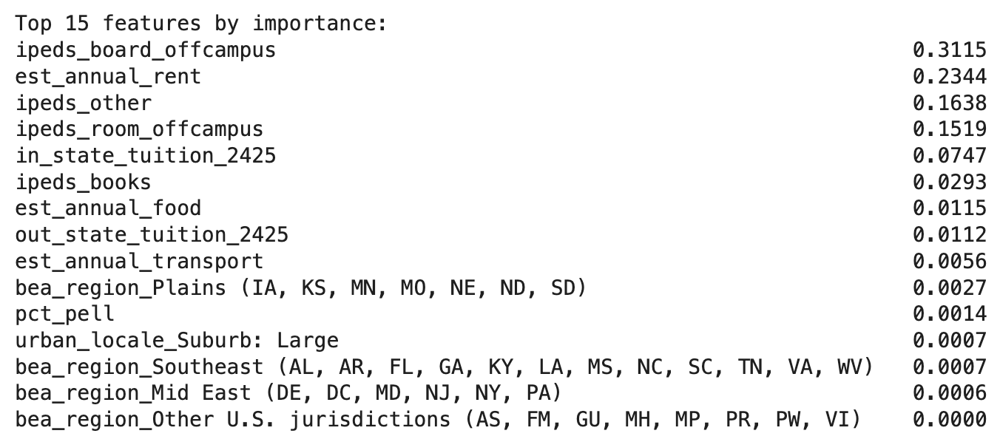 Top 15 features by importance:
ipeds_board_offcampus 0.3115
est_annual_rent 0.2344
ipeds_other 0.1638
ipeds_room_offcampus 0.1519
in_state_tuition_2425 0.0747
ipeds_books 0.0293
est_annual_food 0.0115
out_state_tuition_2425 0.0112
est_annual_transport 0.0056
bea_region_Plains (IA, KS, MN, MO, NE, ND, SD) 0.0027
pct_pell 0.0014
urban_locale_Suburb: Large 0.0007
bea_region_Southeast (AL, AR, FL, GA, KY, LA, MS, NC, SC, TN, VA, WV) 0.0007
bea_region_Mid East (DE, DC, MD, NJ, NY, PA) 0.0006
bea_region_Other U.S. jurisdictions (AS, FM, GU, MH, MP, PR, PW, VI) 0.0000